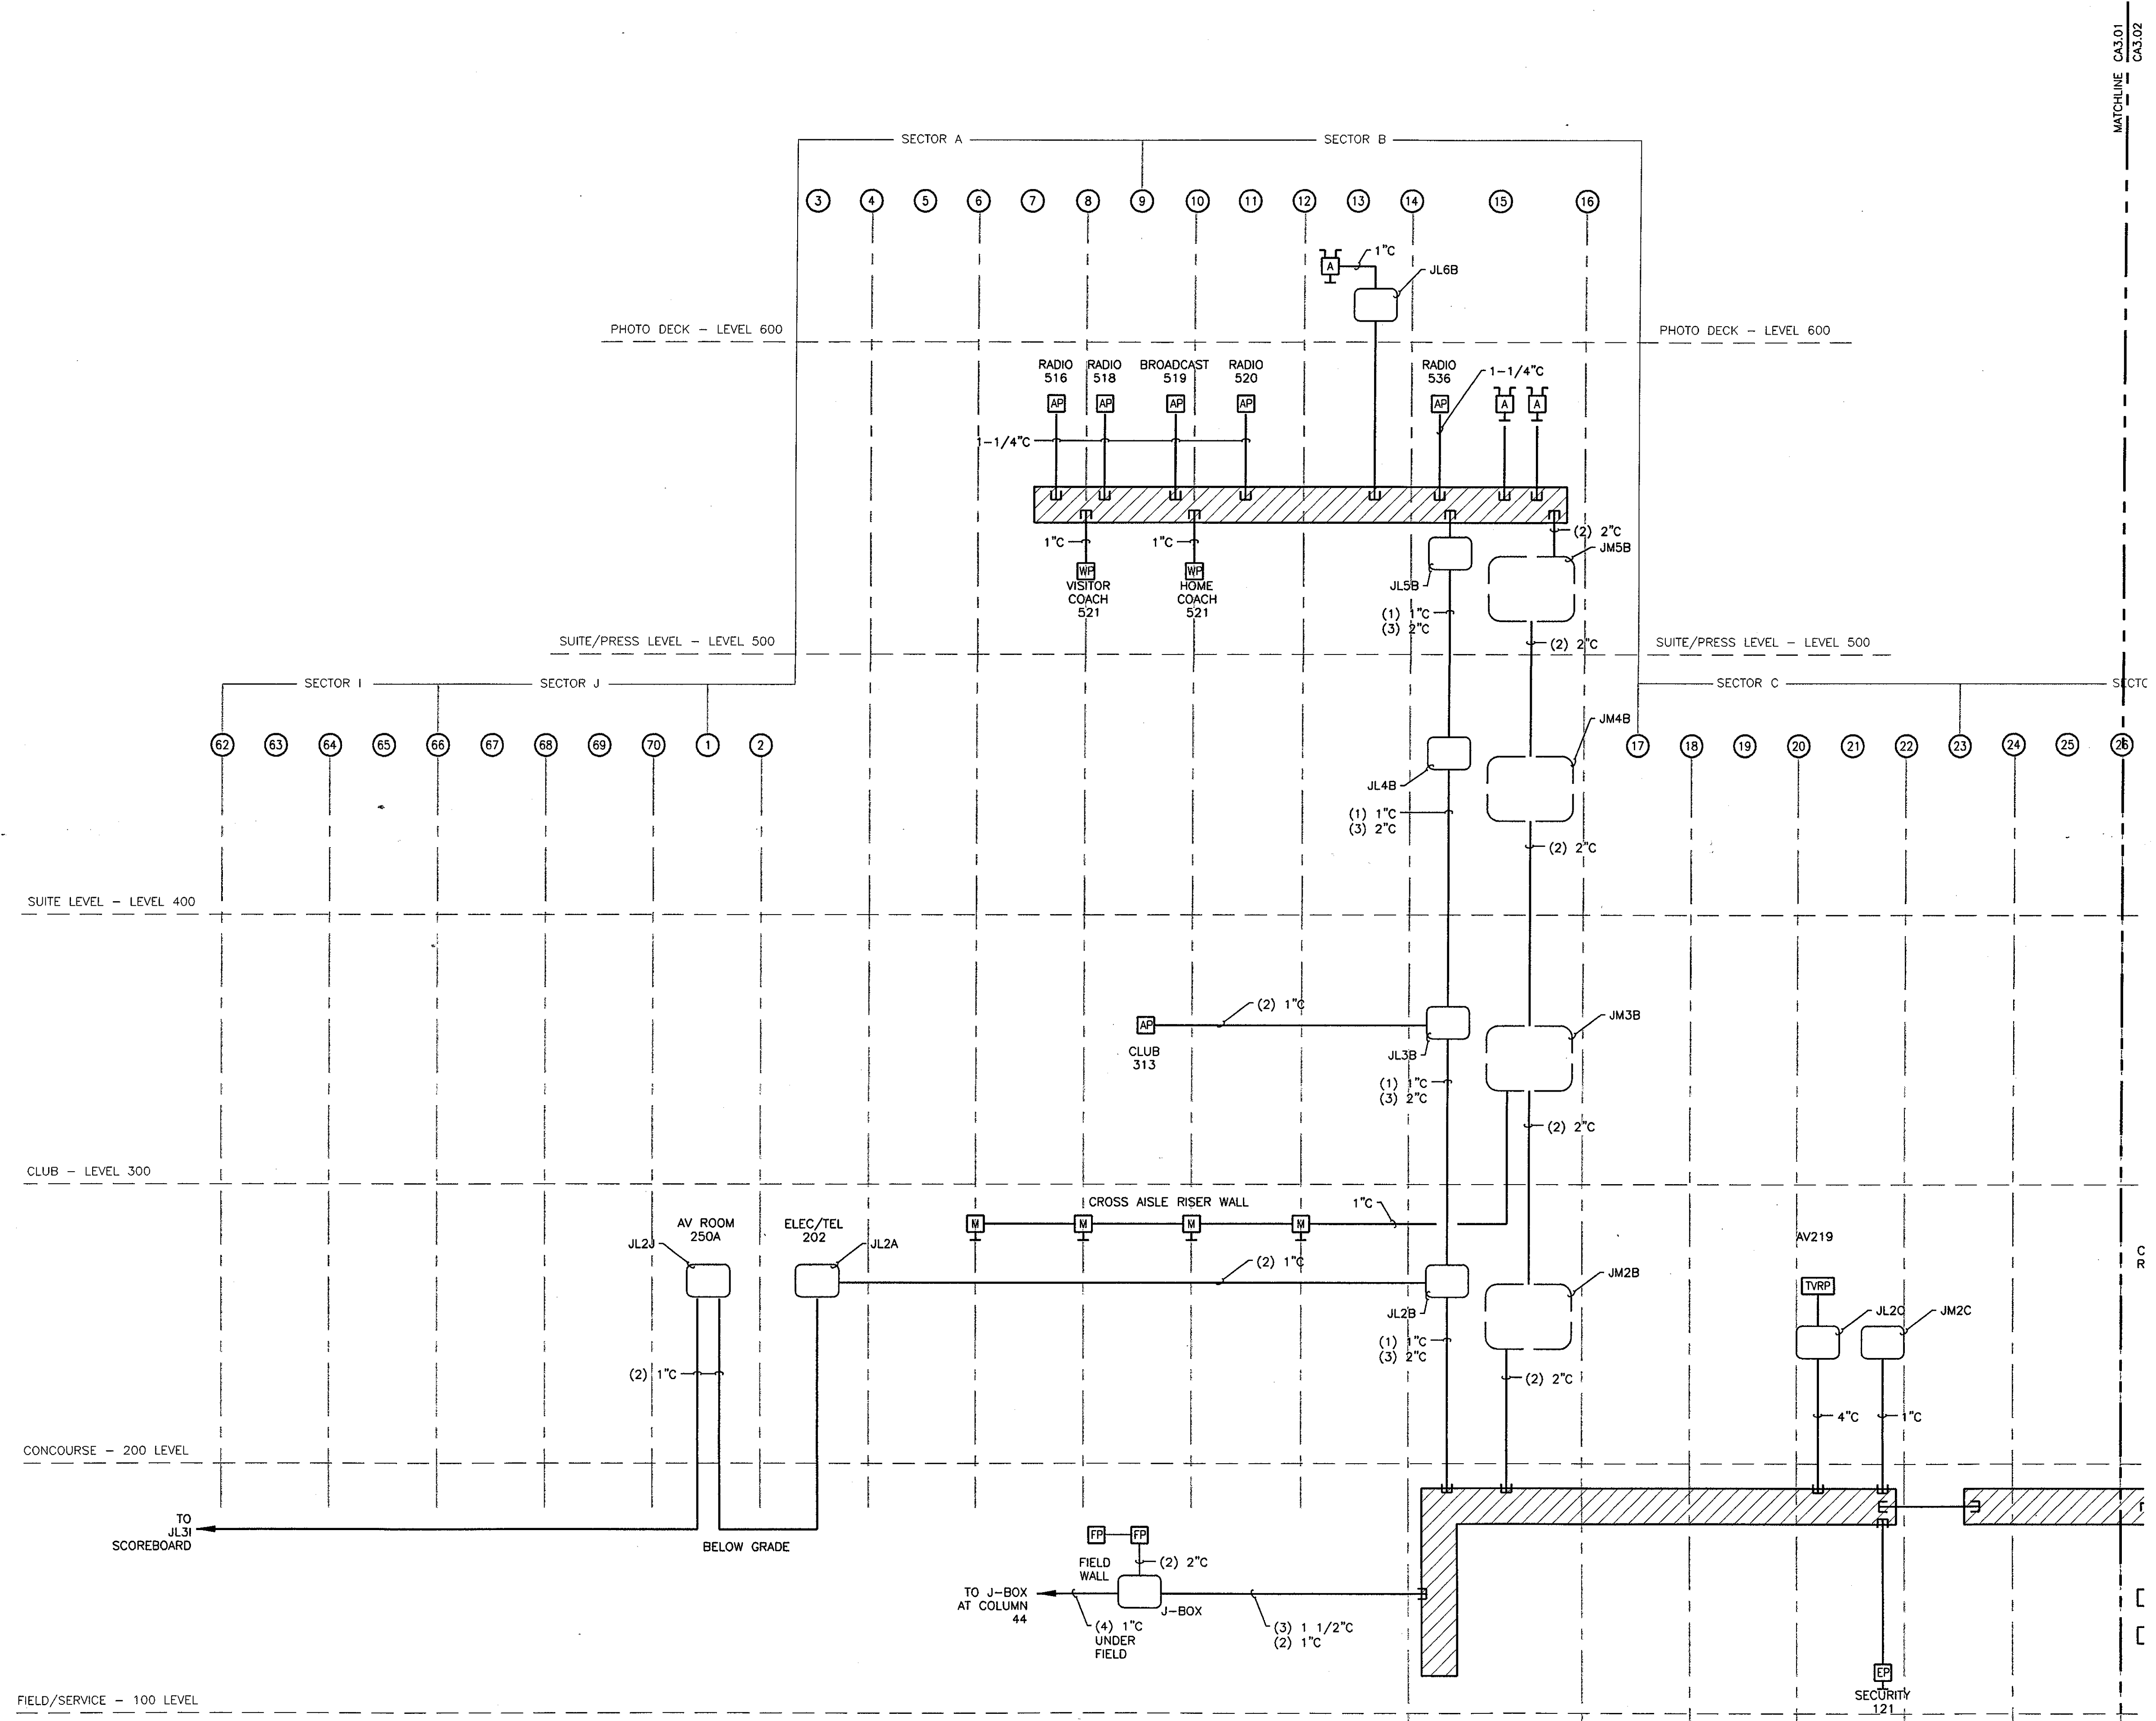 MATCHLINE CA3.01
CA3.02
SECTOR A
SECTOR B
3
4
5
6
7
8
9
10
11
12
13
14
15
16
A
1"C
JL6B
PHOTO DECK – LEVEL 600
PHOTO DECK – LEVEL 600
RADIO
516
RADIO
518
BROADCAST
519
RADIO
520
RADIO
536
1-1/4"C
AP
AP
AP
AP
AP
A
A
1-1/4"C
(2) 2"C
1"C
1"C
JM5B
WP
WP
VISITOR
COACH
521
HOME
COACH
521
JL5B
(1) 1"C
(3) 2"C
(2) 2"C
SUITE/PRESS LEVEL – LEVEL 500
SUITE/PRESS LEVEL – LEVEL 500
SECTOR I
SECTOR J
SECTOR C
SECTO
62
63
64
65
66
67
68
69
70
1
2
17
18
19
20
21
22
23
24
25
26
JM4B
JL4B
(1) 1"C
(3) 2"C
(2) 2"C
SUITE LEVEL – LEVEL 400
(2) 1"C
AP
CLUB
313
JM3B
JL3B
(1) 1"C
(3) 2"C
(2) 2"C
CLUB – LEVEL 300
CROSS AISLE RISER WALL
1"C
M
M
M
M
AV ROOM
250A
ELEC/TEL
202
JL2J
JL2A
(2) 1"C
AV219
C
R
JM2B
TVRP
JL2B
JL2C
JM2C
(1) 1"C
(3) 2"C
(2) 1"C
(2) 2"C
4"C
1"C
CONCOURSE – 200 LEVEL
TO
JL3I
SCOREBOARD
BELOW GRADE
FP
FP
FIELD
WALL
(2) 2"C
TO J-BOX
AT COLUMN
44
J-BOX
(4) 1"C
UNDER
FIELD
(3) 1 1/2"C
(2) 1"C
EP
SECURITY
121
FIELD/SERVICE – 100 LEVEL